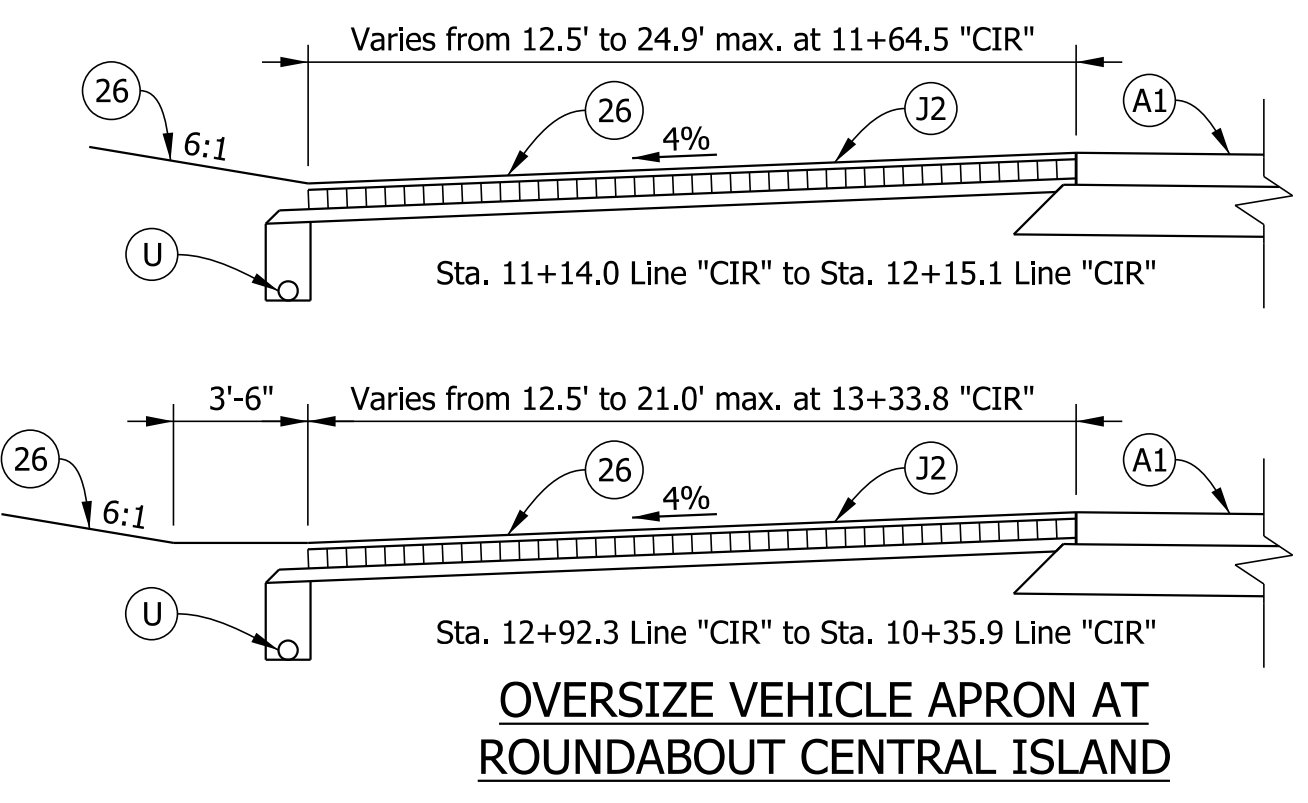 Varies from 12.5' to 24.9' max. at 11+64.5 "CIR"
26
6:1
26
4%
J2
A1
U
Sta. 11+14.0 Line "CIR" to Sta. 12+15.1 Line "CIR"
3'-6"
Varies from 12.5' to 21.0' max. at 13+33.8 "CIR"
26
6:1
26
4%
J2
A1
U
Sta. 12+92.3 Line "CIR" to Sta. 10+35.9 Line "CIR"
OVERSIZE VEHICLE APRON AT
ROUNDABOUT CENTRAL ISLAND